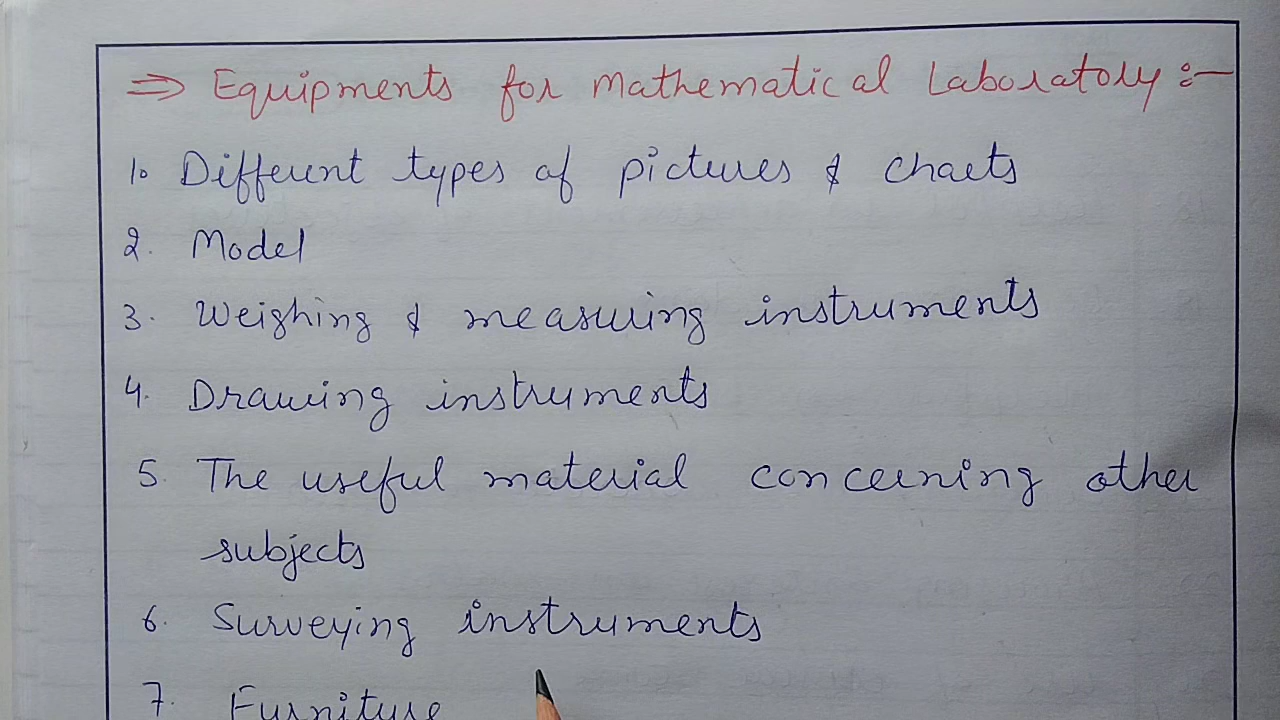 ⇒ Equipments for Mathematical Laboratory :-
1. Different types of pictures & charts
2. Model
3. Weighing & measuring instruments
4. Drawing instruments
5. The useful material concerning other
subjects
6. Surveying instruments
7. Furniture